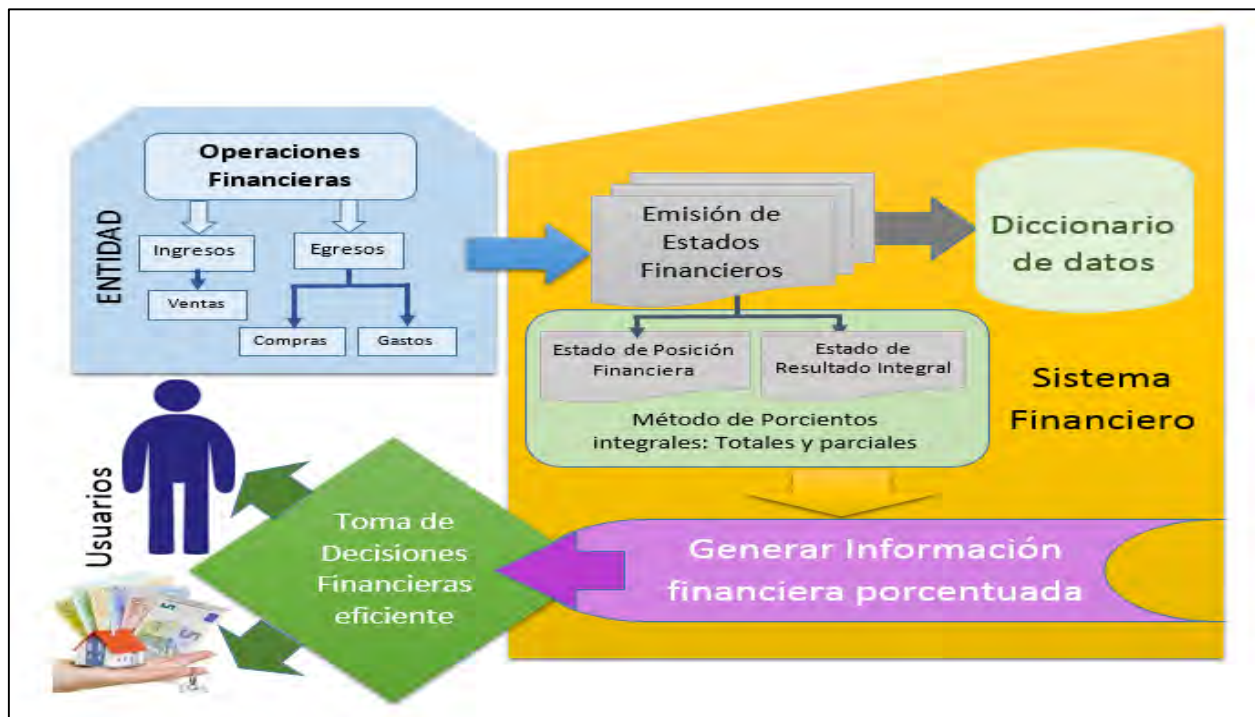 ENTIDAD
Operaciones
Financieras
Ingresos
Egresos
Ventas
Compras
Gastos
Emisión de
Estados
Financieros
Diccionario
de datos
Estado de Posición
Financiera
Estado de
Resultado Integral
Método de Porcientos
integrales: Totales y parciales
Sistema
Financiero
Usuarios
Toma de
Decisiones
Financieras
eficiente
Generar Información
financiera porcentuada